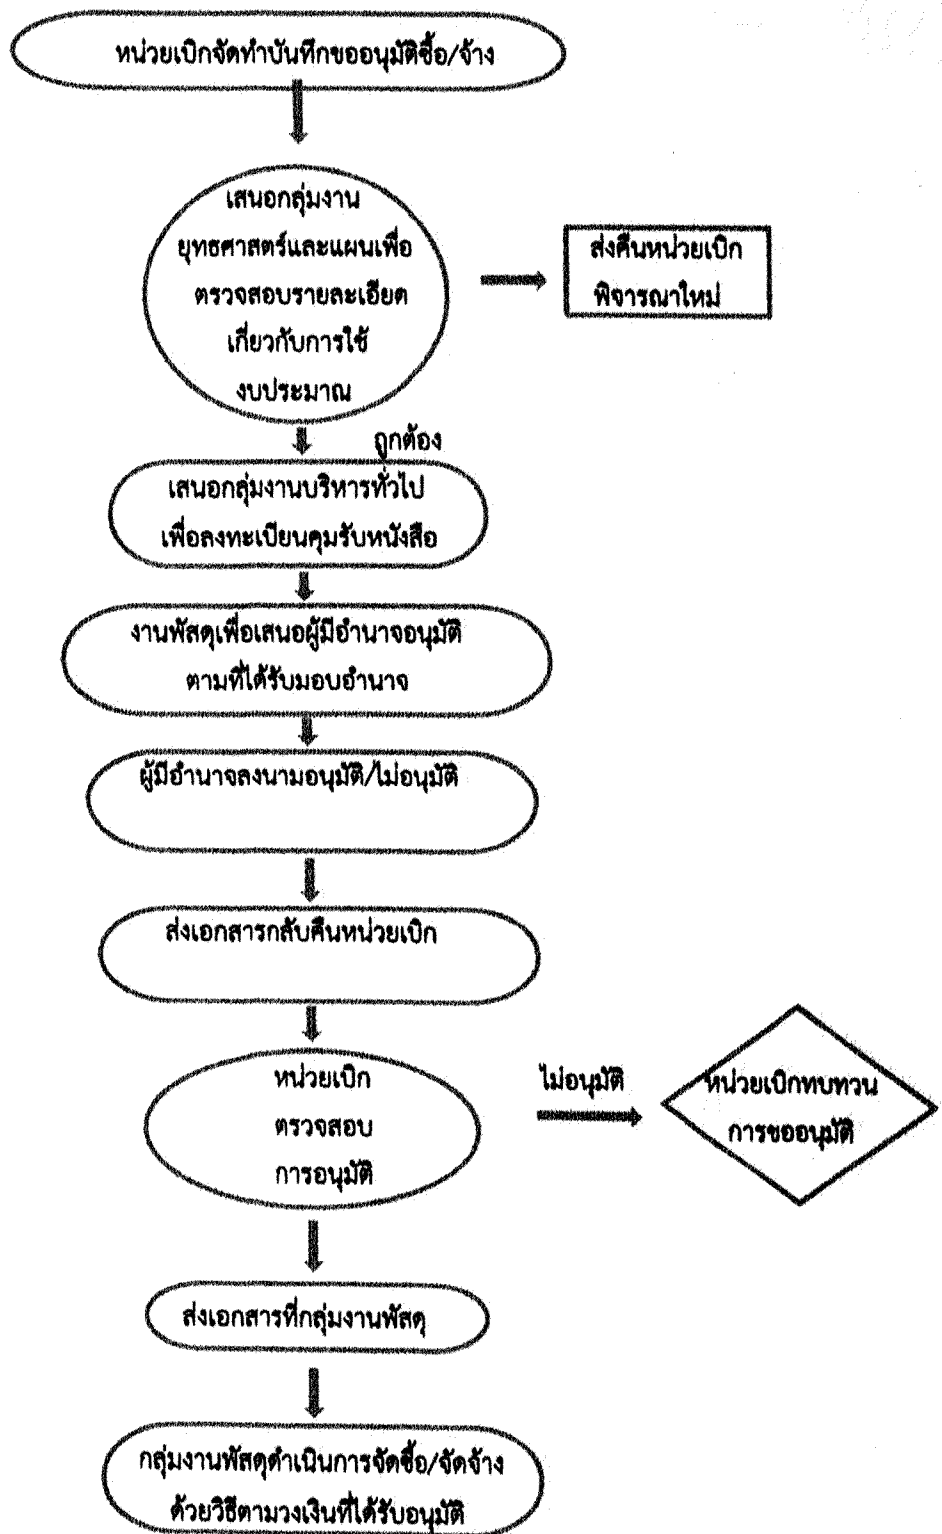 หน่วยเบิกจัดทำบันทึกขออนุมัติซื้อ/จ้าง
เสนอกลุ่มงาน
ยุทธศาสตร์และแผนเพื่อ
ตรวจสอบรายละเอียด
เกี่ยวกับการใช้
งบประมาณ
ส่งคืนหน่วยเบิก
พิจารณาใหม่
ถูกต้อง
เสนอกลุ่มงานบริหารทั่วไป
เพื่อลงทะเบียนคุมรับหนังสือ
งานพัสดุเพื่อเสนอผู้มีอำนาจอนุมัติ
ตามที่ได้รับมอบอำนาจ
ผู้มีอำนาจลงนามอนุมัติ/ไม่อนุมัติ
ส่งเอกสารกลับคืนหน่วยเบิก
หน่วยเบิก
ตรวจสอบ
การอนุมัติ
ไม่อนุมัติ
หน่วยเบิกทบทวน
การขออนุมัติ
ส่งเอกสารที่กลุ่มงานพัสดุ
กลุ่มงานพัสดุดำเนินการจัดซื้อ/จัดจ้าง
ด้วยวิธีตามวงเงินที่ได้รับอนุมัติ